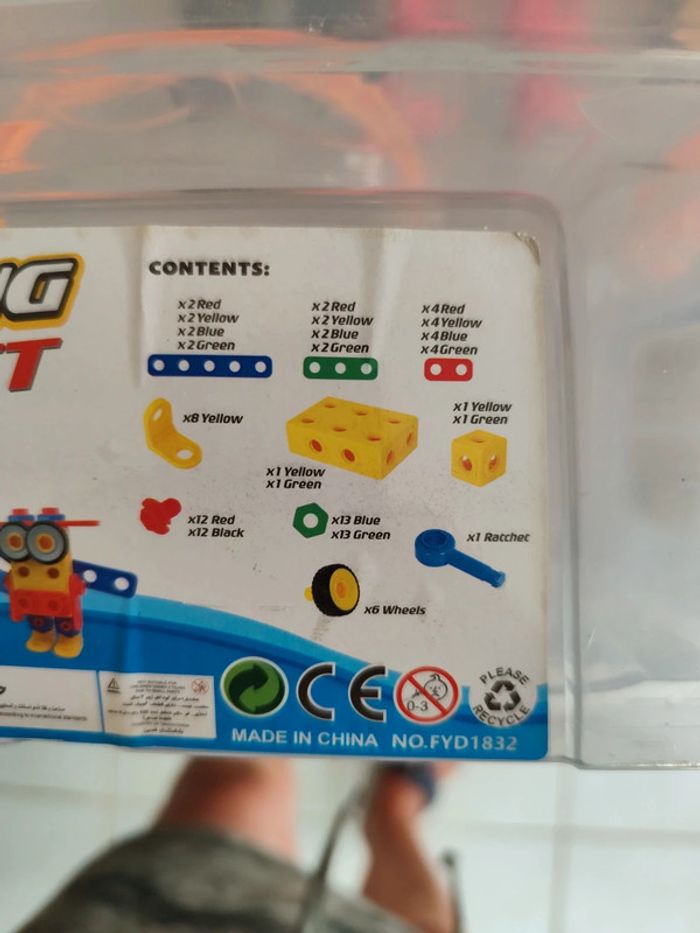 CONTENTS:
x2 Red
x2 Yellow
x2 Blue
x2 Green
x2 Red
x2 Yellow
x2 Blue
x2 Green
x4 Red
x4 Yellow
x4 Blue
x4 Green
x8 Yellow
x1 Yellow
x1 Green
x1 Yellow
x1 Green
x12 Red
x12 Black
x13 Blue
x13 Green
x1 Ratchet
x6 Wheels
CE
0-3
PLEASE
RECYCLE
MADE IN CHINA NO.FYD1832